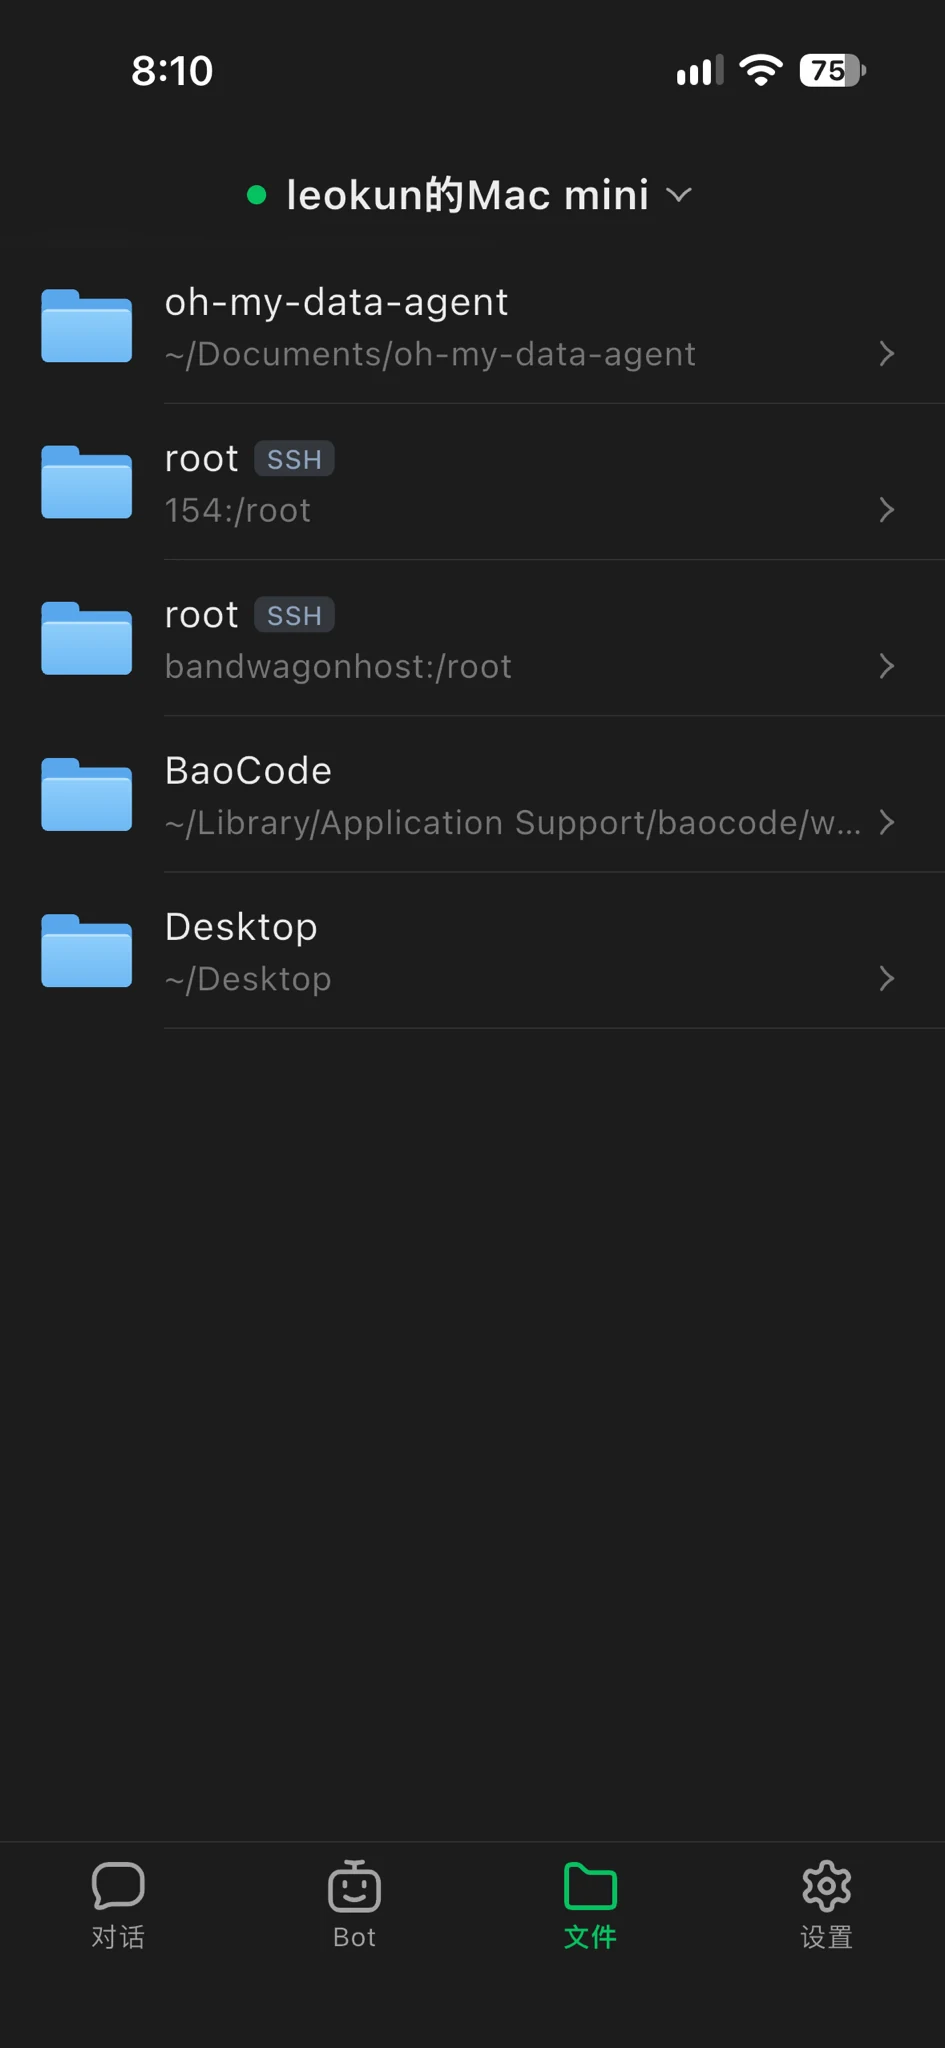 8:10
75
leokun的Mac mini
oh-my-data-agent
~/Documents/oh-my-data-agent
root SSH
154:/root
root SSH
bandwagonhost:/root
BaoCode
~/Library/Application Support/baocode/w...
Desktop
~/Desktop
对话
Bot
文件
设置